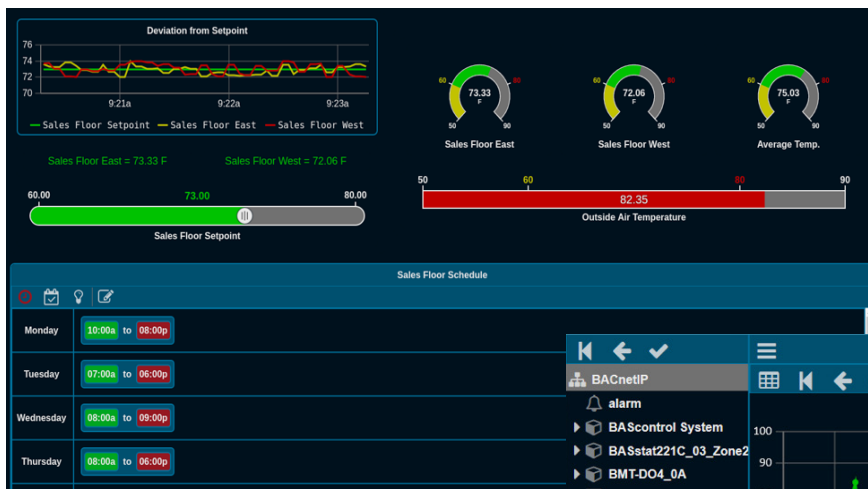 Deviation from Setpoint
76
74
72
70
9:21a 9:22a 9:23a
Sales Floor Setpoint Sales Floor East Sales Floor West
Sales Floor East = 73.33 F Sales Floor West = 72.06 F
60.00 73.00 80.00
Sales Floor Setpoint
60 80
73.33
F
50 90
Sales Floor East
60 80
72.06
F
50 90
Sales Floor West
60 80
75.03
F
50 90
Average Temp.
50 60 80 90
82.35
Outside Air Temperature
Sales Floor Schedule
Monday 10:00a to 08:00p
Tuesday 07:00a to 06:00p
Wednesday 08:00a to 09:00p
Thursday 08:00a to 06:00p
BACnetIP
alarm
BAScontrol System
BASstat221C_03_Zone2
BMT-DO4_0A
100
90